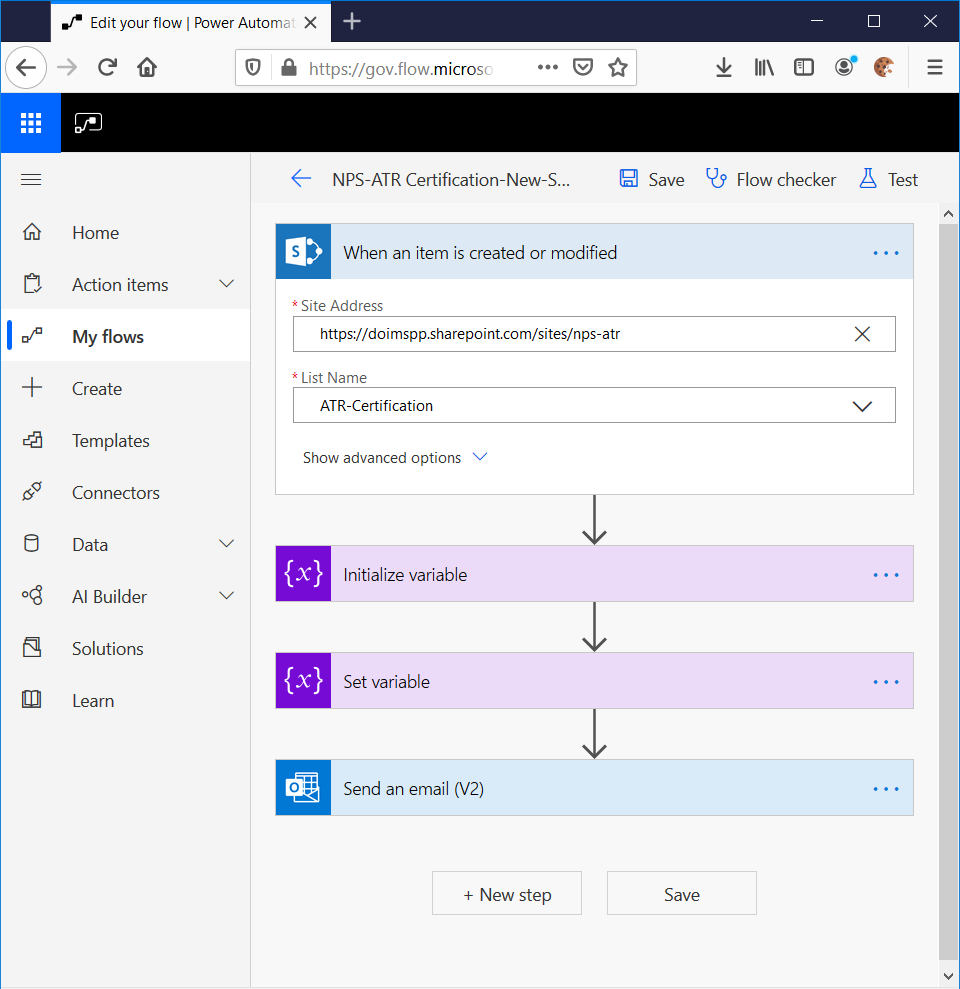 Edit your flow | Power Automat
https://gov.flow.microso
NPS-ATR Certification-New-S...
Save
Flow checker
Test
Home
Action items
My flows
Create
Templates
Connectors
Data
AI Builder
Solutions
Learn
S
When an item is created or modified
* Site Address
https://doimspp.sharepoint.com/sites/nps-atr
* List Name
ATR-Certification
Show advanced options
{x} Initialize variable
{x} Set variable
O
Send an email (V2)
+ New step
Save